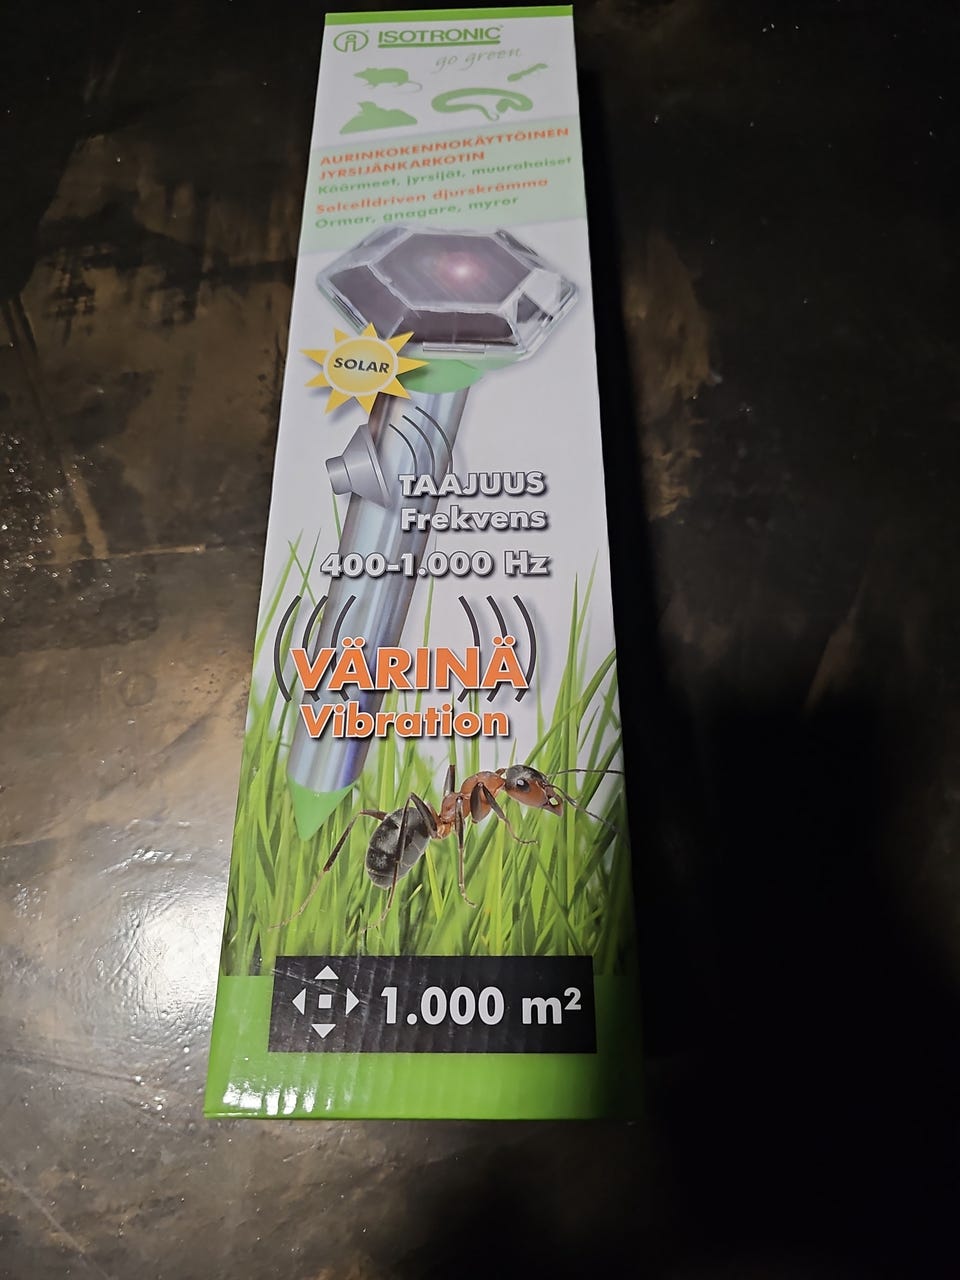 ISOTRONIC®
go green
AURINKOKENNOKÄYTTÖINEN
JYRSIJÄNKARKOTIN
Käärmeet, jyrsijät, muurahaiset
Solcelldriven djurskrämma
Ormar, gnagare, myror
SOLAR
TAAJUUS
Frekvens
400-1.000 Hz
VÄRINÄ
Vibration
1.000 m²